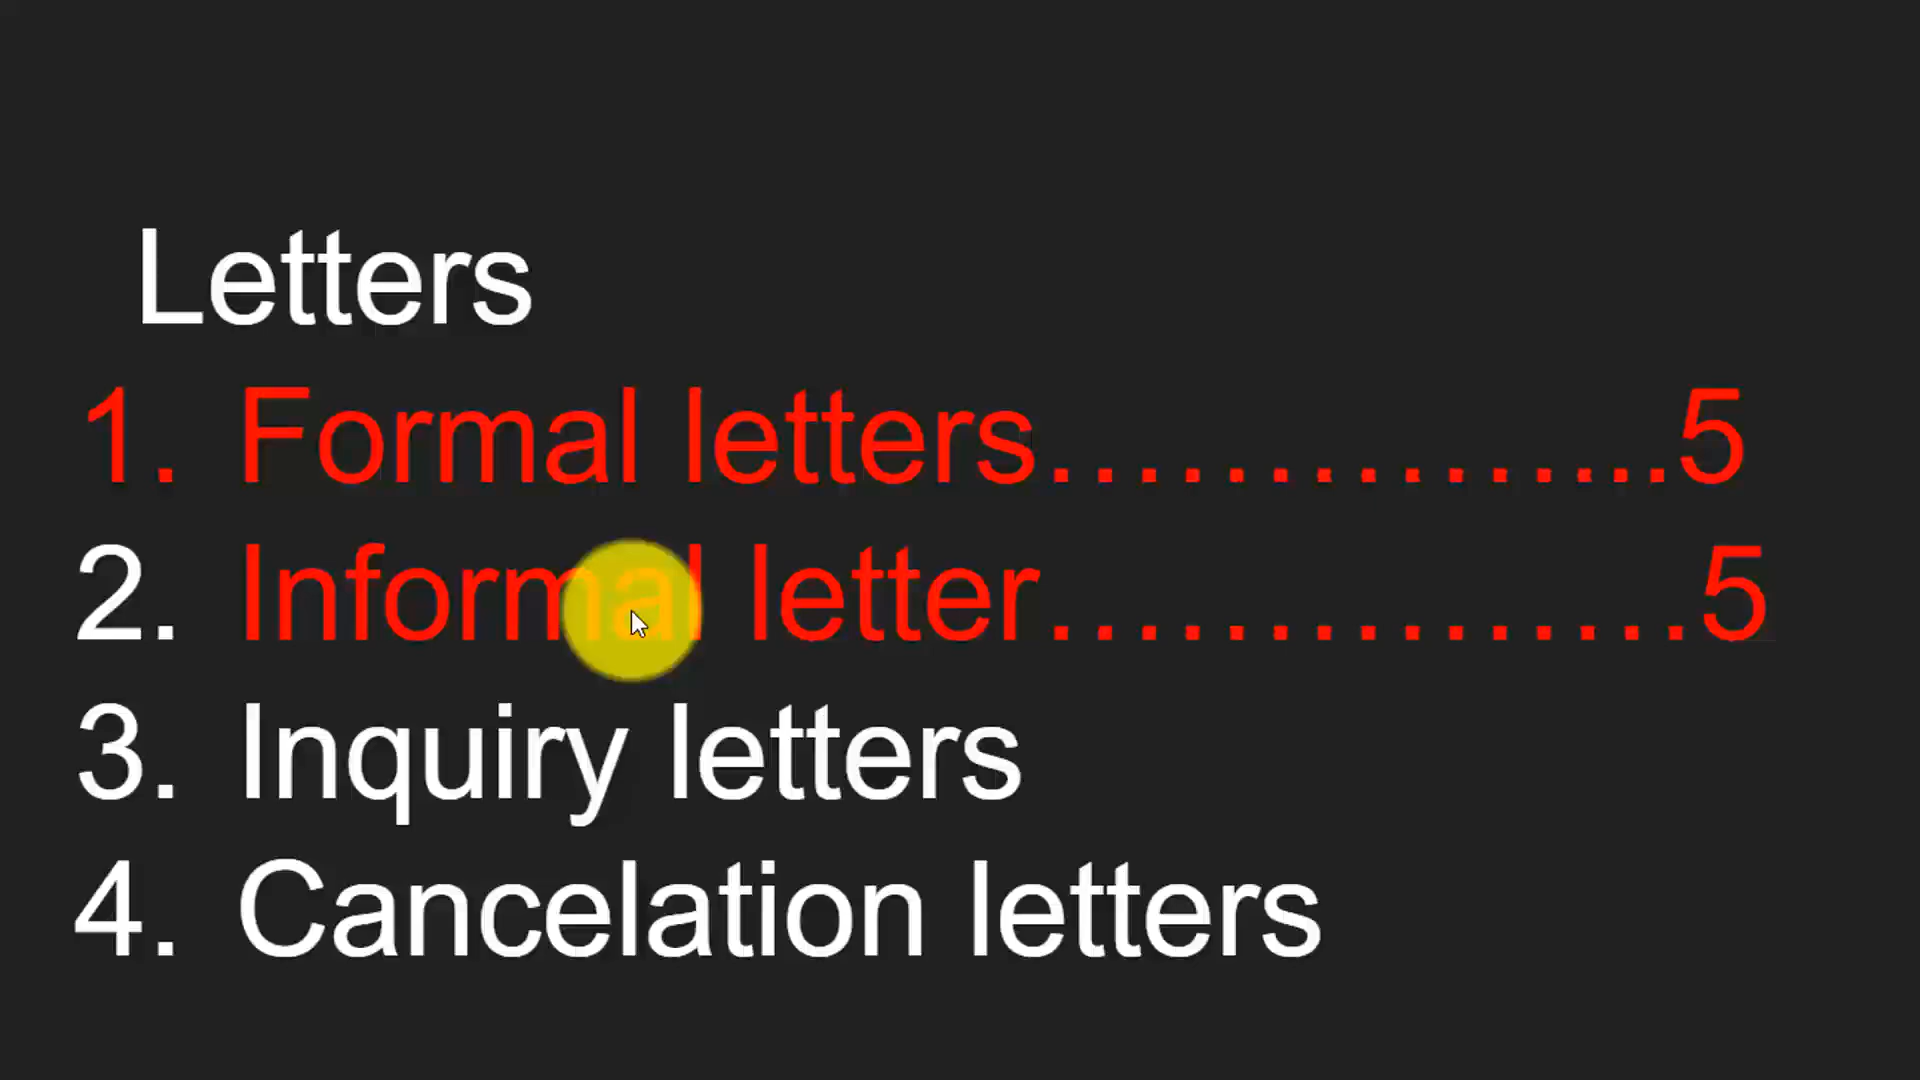 Letters
1. Formal letters……………...5
2. Informal letter…………….5
3. Inquiry letters
4. Cancelation letters